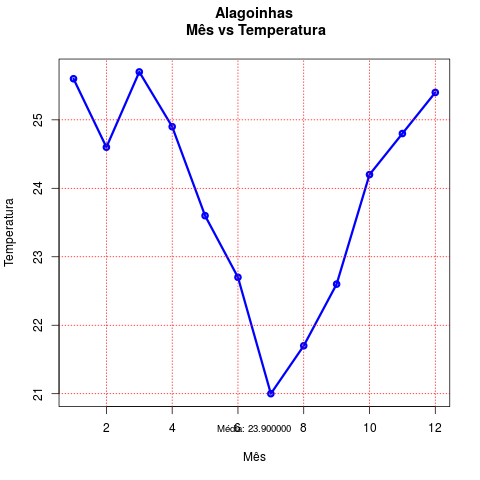 Alagoinhas
Mês vs Temperatura
Temperatura
25
24
23
22
21
2 4 6 8 10 12
Média: 23.900000
Mês